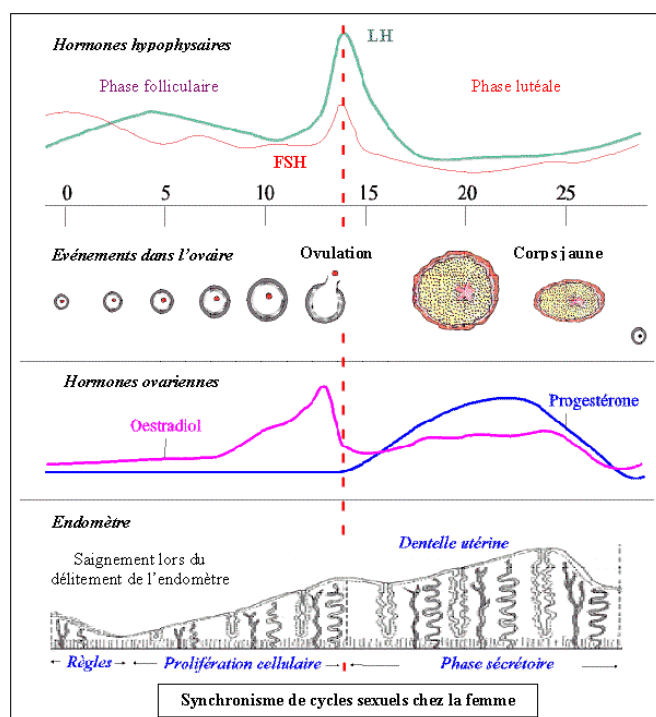 Hormones hypophysaires
LH
Phase folliculaire
Phase lutéale
FSH
0 5 10 15 20 25
Evénements dans l'ovaire
Ovulation
Corps jaune
Hormones ovariennes
Oestradiol
Progestérone
Endomètre
Dentelle utérine
Saignement lors du
délitement de l'endomètre
Règles
Prolifération cellulaire
Phase sécrétoire
Synchronisme de cycles sexuels chez la femme